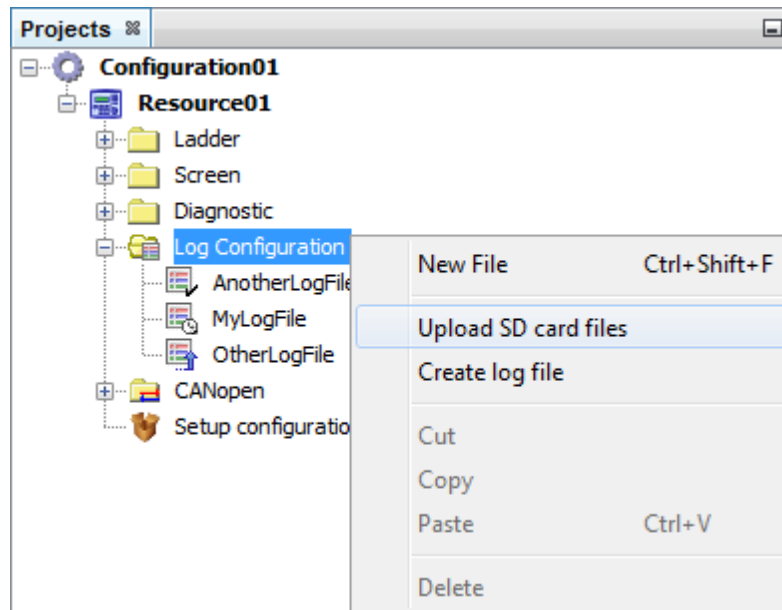 Projects
Configuration01
Resource01
Ladder
Screen
Diagnostic
Log Configuration
AnotherLogFile
MyLogFile
OtherLogFile
CANopen
Setup configuratio
New File Ctrl+Shift+F
Upload SD card files
Create log file
Cut
Copy
Paste Ctrl+V
Delete